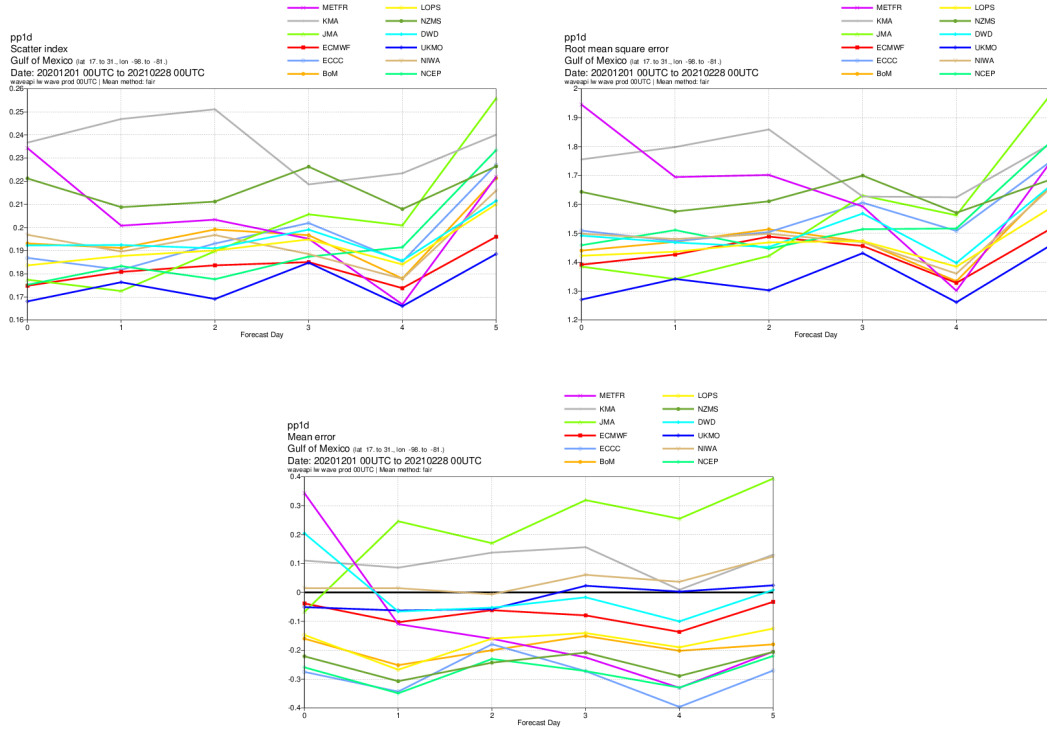 METFR LOPS
KMA NZMS
JMA DWD
ECMWF UKMO
ECCC NIWA
BoM NCEP
pp1d
Scatter index
Gulf of Mexico (lat 17. to 31., lon -98. to -81.)
Date: 20201201 00UTC to 20210228 00UTC
waveapi lw wave prod 00UTC | Mean method: fair
0.26
0.25
0.24
0.23
0.22
0.21
0.2
0.19
0.18
0.17
0.16
0 1 2 3 4 5
Forecast Day
METFR LOPS
KMA NZMS
JMA DWD
ECMWF UKMO
ECCC NIWA
BoM NCEP
pp1d
Root mean square error
Gulf of Mexico (lat 17. to 31., lon -98. to -81.)
Date: 20201201 00UTC to 20210228 00UTC
waveapi lw wave prod 00UTC | Mean method: fair
2
1.9
1.8
1.7
1.6
1.5
1.4
1.3
1.2
0 1 2 3 4
Forecast Day
METFR LOPS
KMA NZMS
JMA DWD
ECMWF UKMO
ECCC NIWA
BoM NCEP
pp1d
Mean error
Gulf of Mexico (lat 17. to 31., lon -98. to -81.)
Date: 20201201 00UTC to 20210228 00UTC
waveapi lw wave prod 00UTC | Mean method: fair
0.4
0.3
0.2
0.1
0
-0.1
-0.2
-0.3
-0.4
0 1 2 3 4 5
Forecast Day